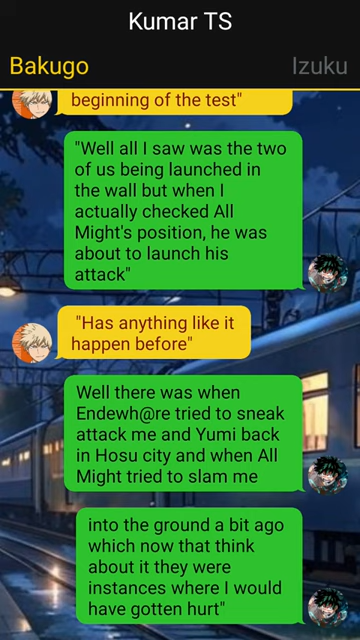 Kumar TS
Bakugo
Izuku
beginning of the test"
"Well all I saw was the two
of us being launched in
the wall but when I
actually checked All
Might's position, he was
about to launch his
attack"
"Has anything like it
happen before"
Well there was when
Endewh@re tried to sneak
attack me and Yumi back
in Hosu city and when All
Might tried to slam me
into the ground a bit ago
which now that think
about it they were
instances where I would
have gotten hurt"